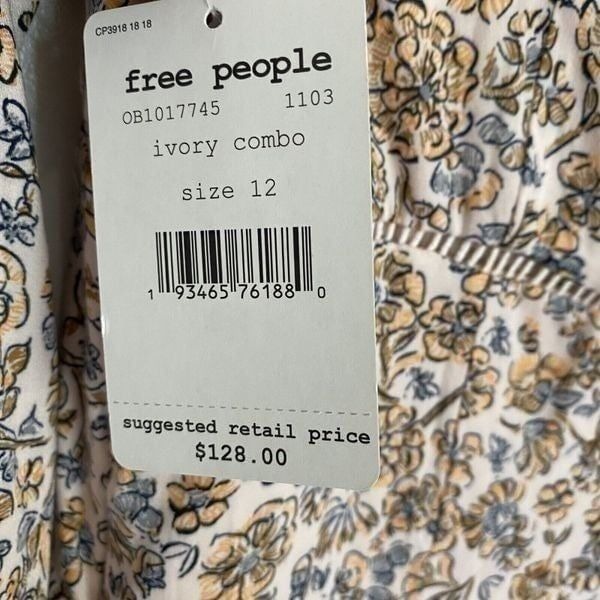 CP3918 18 18
free people
OB1017745 1103
ivory combo
size 12
1 93465 76188 0
suggested retail price
$128.00